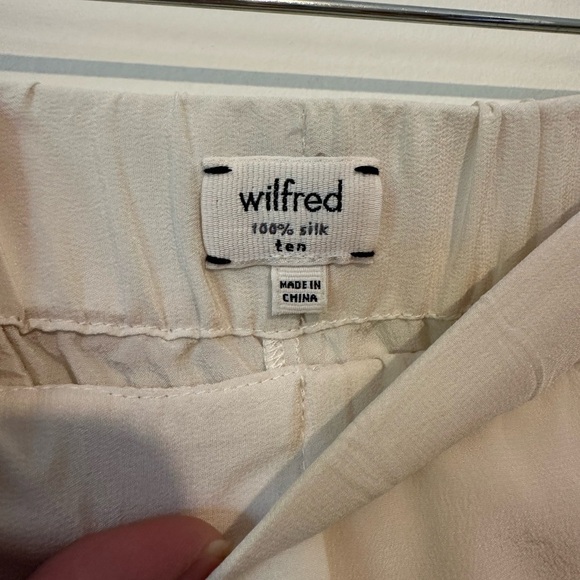 wilfred
100% silk
ten
MADE IN
CHINA